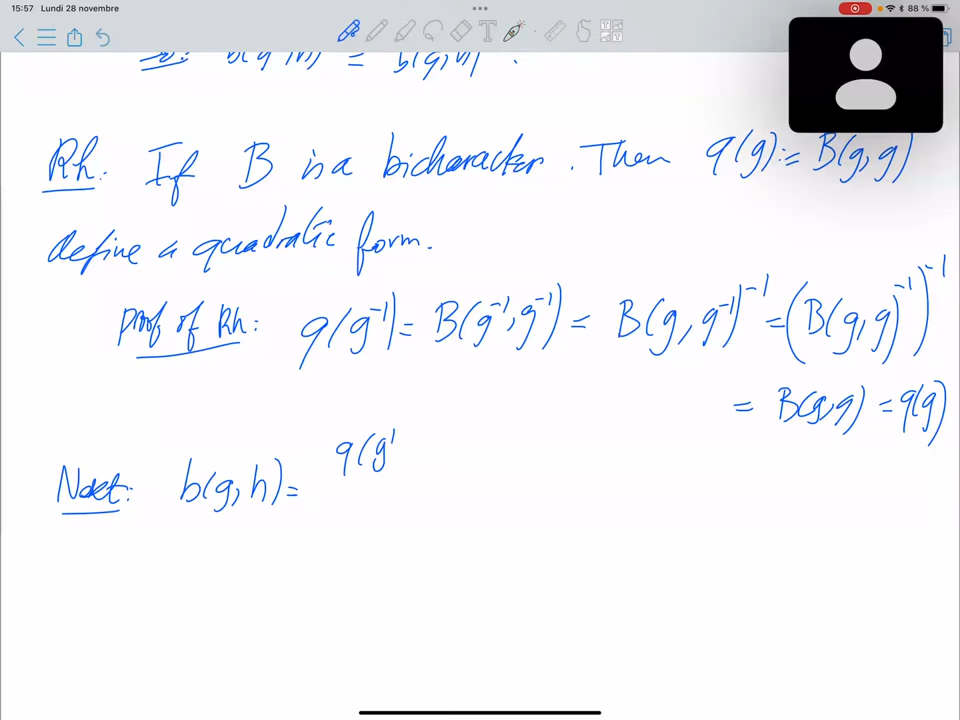 15:57 Lundi 28 novembre
88 %
b(g, h) .
Rk: If B is a bicharacter. Then q(g):= B(g, g)
define a quadratic form.
Proof of Rk: q(g⁻¹) = B(g⁻¹, g⁻¹) = B(g, g⁻¹)⁻¹ = (B(g, g)⁻¹)⁻¹
= B(g, g) = q(g)
q(g
Next: b(g, h) =